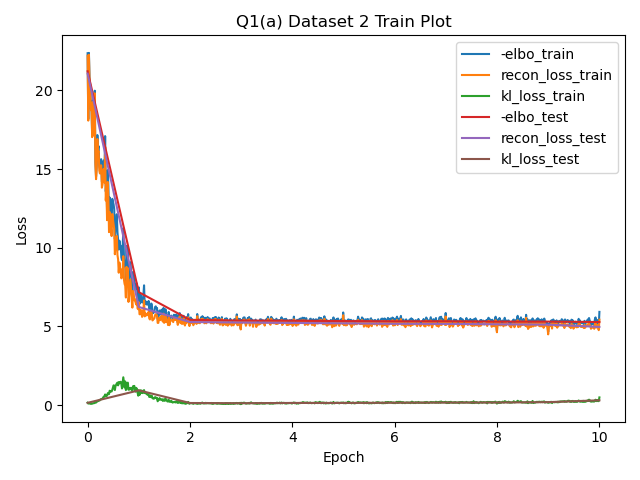 Q1(a) Dataset 2 Train Plot
-elbo_train
recon_loss_train
kl_loss_train
-elbo_test
recon_loss_test
kl_loss_test
Loss
20
15
10
5
0
0 2 4 6 8 10
Epoch